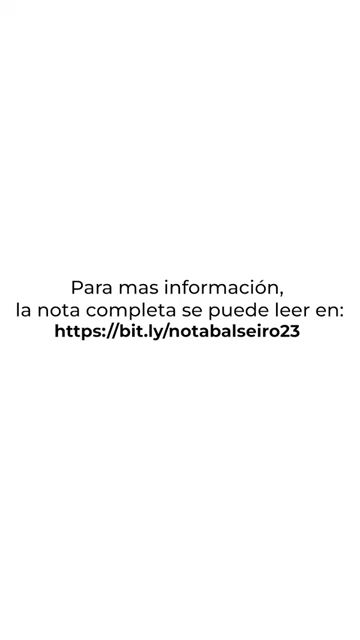 Para mas información,
la nota completa se puede leer en:
https://bit.ly/notabalseiro23